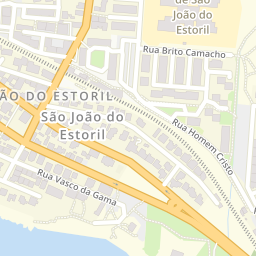 de São
João do
Estoril
Rua Brito Camacho
ÃO DO ESTORIL
São João do
Estoril
Rua Homem Cristo
Rua Vasco da
Gama